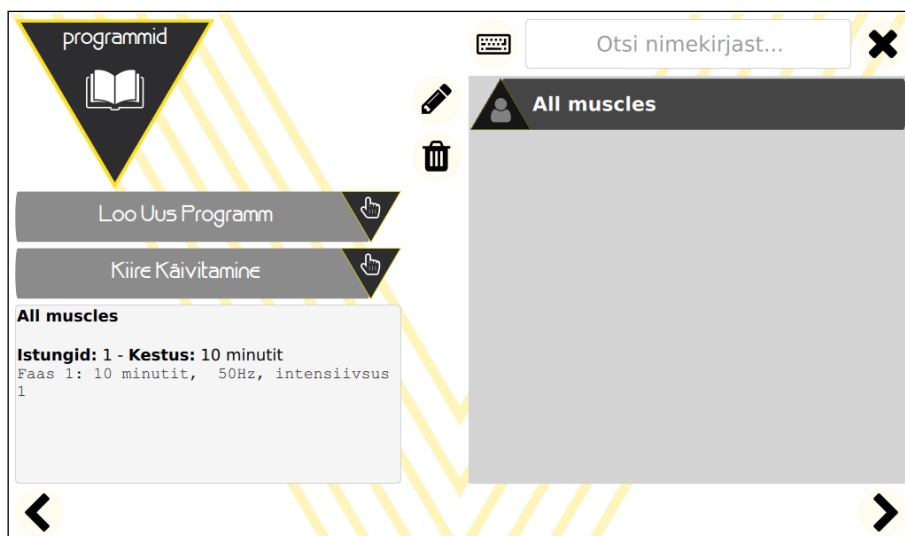 programmid
Otsi nimekirjast...
All muscles
Loo Uus Programm
Kiire Käivitamine
All muscles
Istungid: 1 - Kestus: 10 minutit
Faas 1: 10 minutit,  50Hz, intensiivsus
1